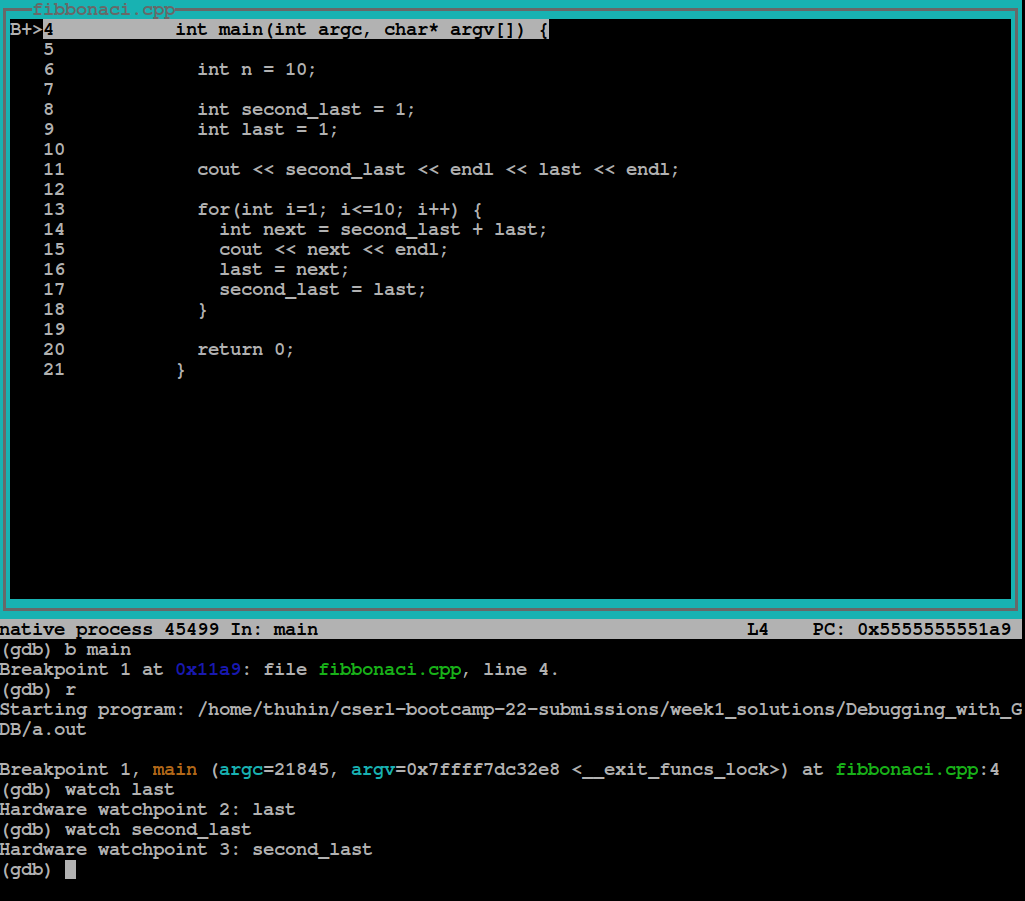 fibbonaci.cpp
B+>4           int main(int argc, char* argv[]) {
5
6             int n = 10;
7
8             int second_last = 1;
9             int last = 1;
10
11            cout << second_last << endl << last << endl;
12
13            for(int i=1; i<=10; i++) {
14              int next = second_last + last;
15              cout << next << endl;
16              last = next;
17              second_last = last;
18            }
19
20            return 0;
21          }
native process 45499 In: main                                       L4    PC: 0x5555555551a9
(gdb) b main
Breakpoint 1 at 0x11a9: file fibbonaci.cpp, line 4.
(gdb) r
Starting program: /home/thuhin/cserl-bootcamp-22-submissions/week1_solutions/Debugging_with_G
DB/a.out
Breakpoint 1, main (argc=21845, argv=0x7ffff7dc32e8 <__exit_funcs_lock>) at fibbonaci.cpp:4
(gdb) watch last
Hardware watchpoint 2: last
(gdb) watch second_last
Hardware watchpoint 3: second_last
(gdb)